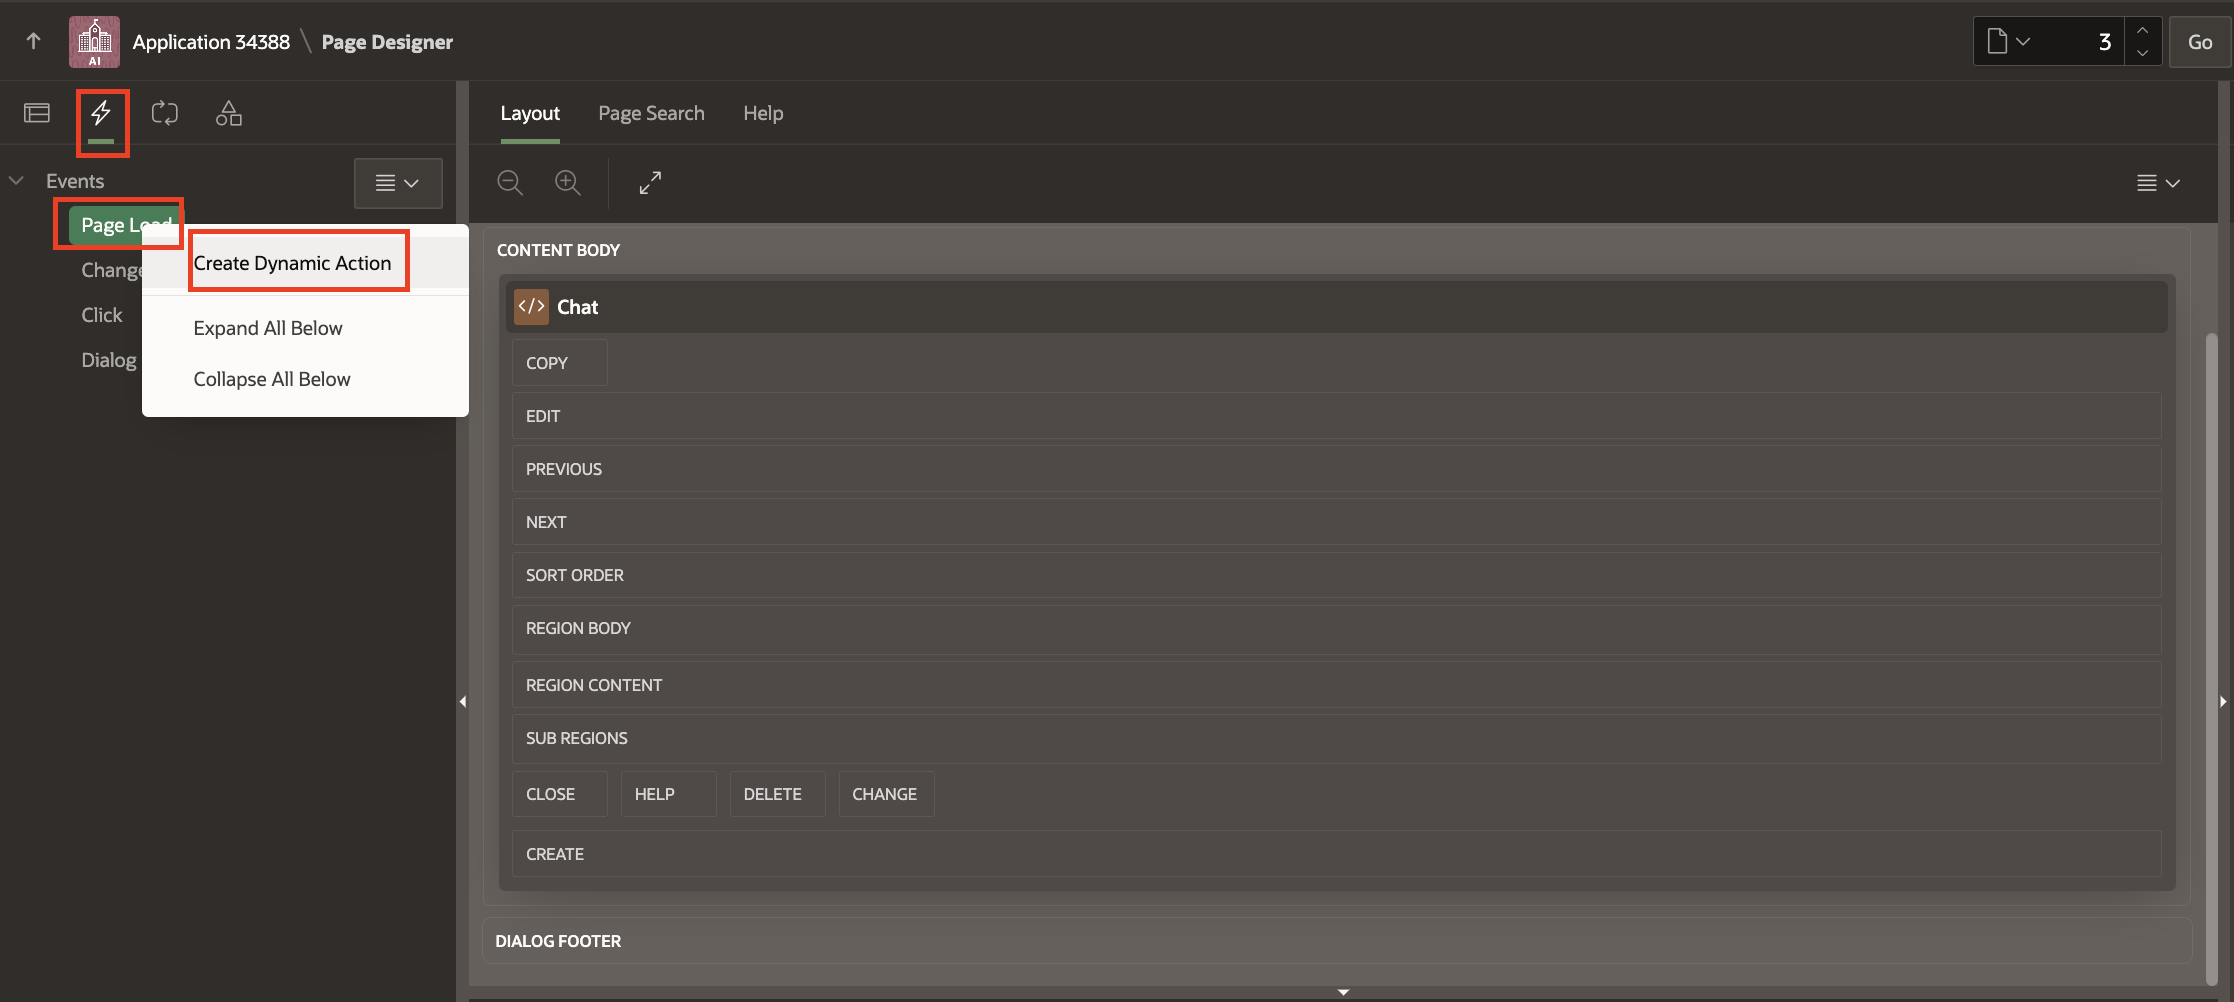 Application 34388 \ Page Designer
3
Go
AI
Layout Page Search Help
Events
Page Load
Create Dynamic Action
Change
Click
Expand All Below
Dialog
Collapse All Below
CONTENT BODY
</> Chat
COPY
EDIT
PREVIOUS
NEXT
SORT ORDER
REGION BODY
REGION CONTENT
SUB REGIONS
CLOSE HELP DELETE CHANGE
CREATE
DIALOG FOOTER